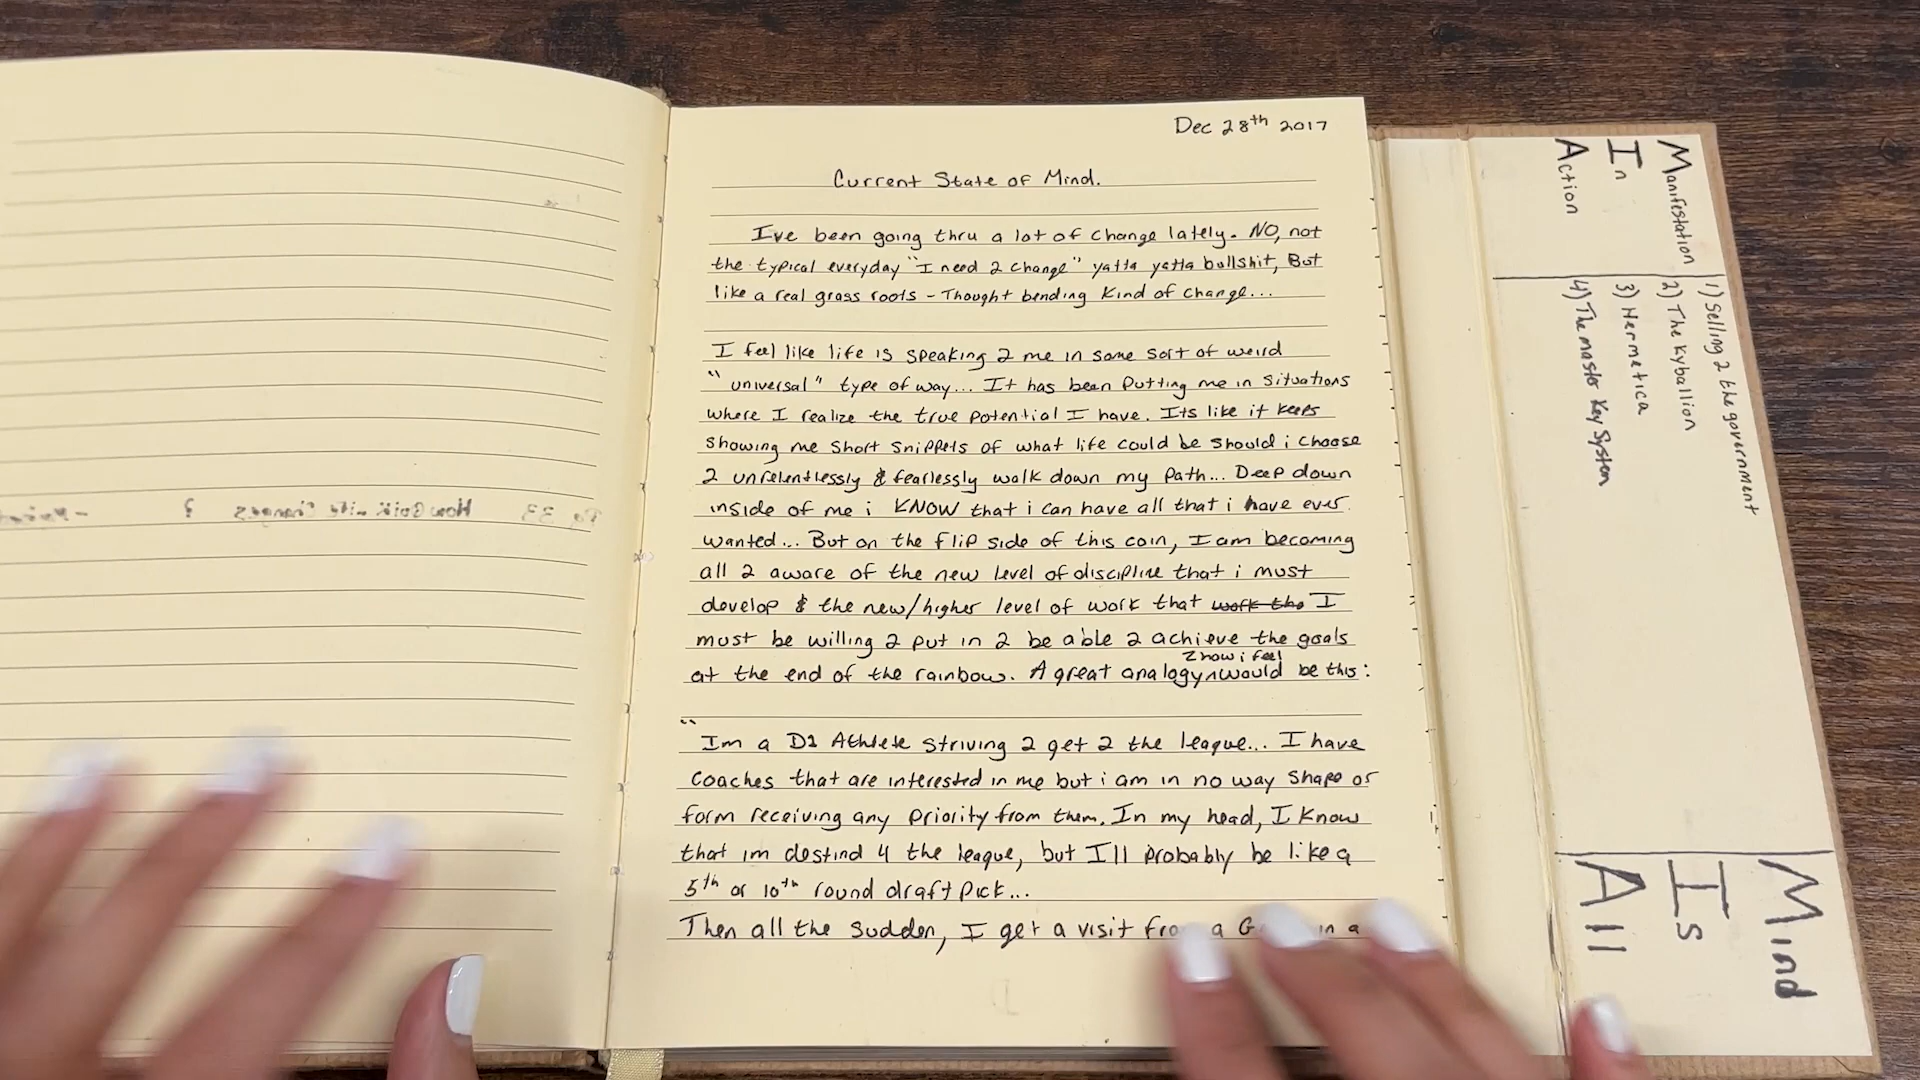 Dec 28th 2017
Current State of Mind.
Ive been going thru a lot of change lately. NO, not
the typical everyday "I need 2 change" yatta yatta bullshit, But
like a real grass roots - Thought bending Kind of change...
I feel like life is speaking 2 me in some sort of weird
"universal" type of way... It has been putting me in situations
where I realize the true potential I have. Its like it keeps
showing me short snippets of what life could be should i choose
2 unrelentlessly & fearlessly walk down my path... Deep down
inside of me i KNOW that i can have all that i have ever
wanted... But on the flip side of this coin, I am becoming
all 2 aware of the new level of discipline that i must
develop & the new/higher level of work that work tho I
must be willing 2 put in 2 be able 2 achieve the goals
at the end of the rainbow. A great analogy 2 how i feel would be this:
"Im a D1 Athlete striving 2 get 2 the league... I have
coaches that are interested in me but i am in no way shape or
form receiving any priority from them. In my head, I know
that im destind 4 the league, but I'll probably be like a
5th or 10th round draft pick...
Then all the sudden, I get a visit from a in a
Pg 33 How Quik Life Changes ?
Manifestation
In
Action
1) Selling 2 the government
2) The Kyballion
3) Hermetica
4) The master Key System
Mind
Is
All